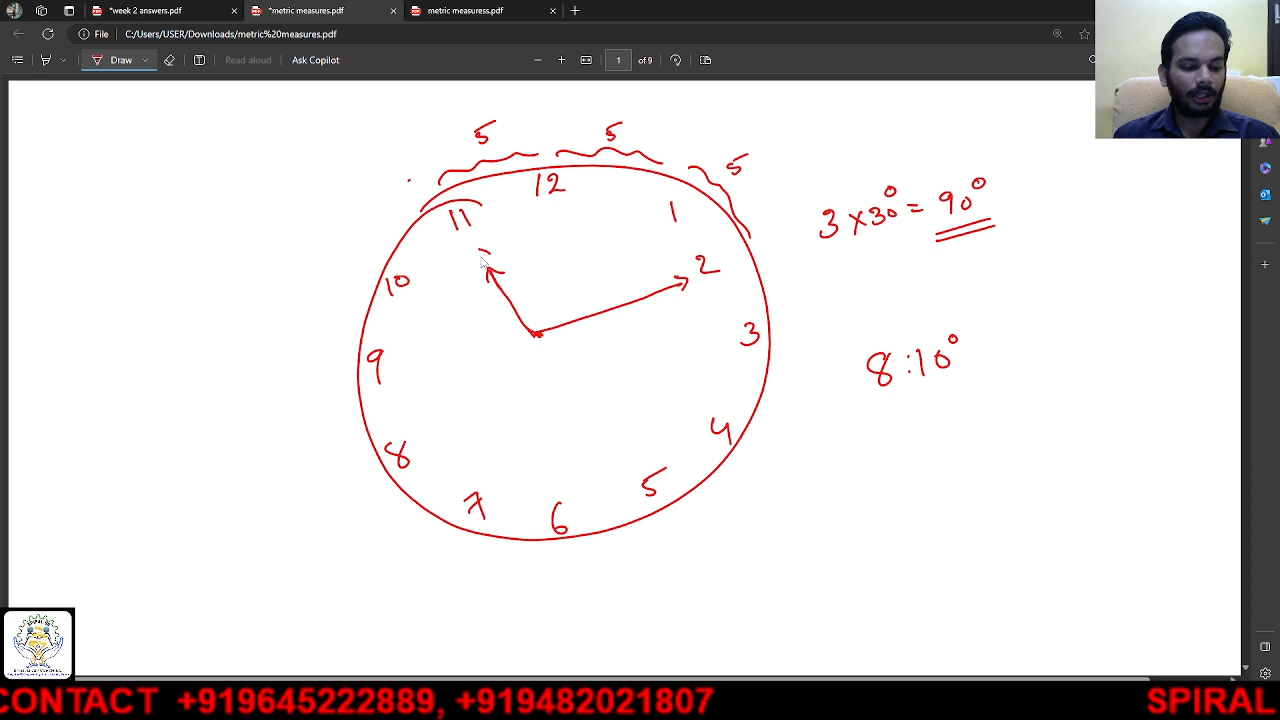 *week 2 answers.pdf
*metric measures.pdf
metric measuress.pdf
File C:/Users/USER/Downloads/metric%20measures.pdf
Draw Read aloud Ask Copilot 1 of 9
5 5 5
12
11 1
10 2
9 3
8 4
7 5
6
3 x 30° = 90°
8:10°
CONTACT +919645222889, +919482021807 SPIRAL